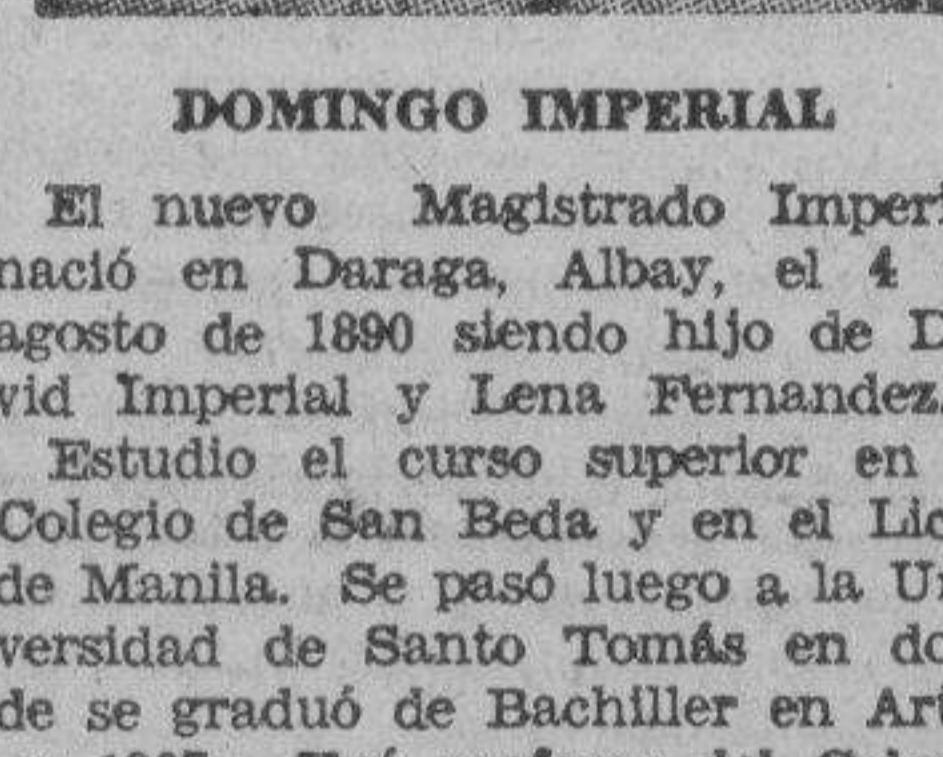 DOMINGO IMPERIAL
El nuevo Magistrado Imperi
nació en Daraga, Albay, el 4
agosto de 1890 siendo hijo de D
vid Imperial y Lena Fernandez.
Estudio el curso superior en
Colegio de San Beda y en el Lic
de Manila. Se pasó luego a la Un
versidad de Santo Tomás en do
de se graduó de Bachiller en Art